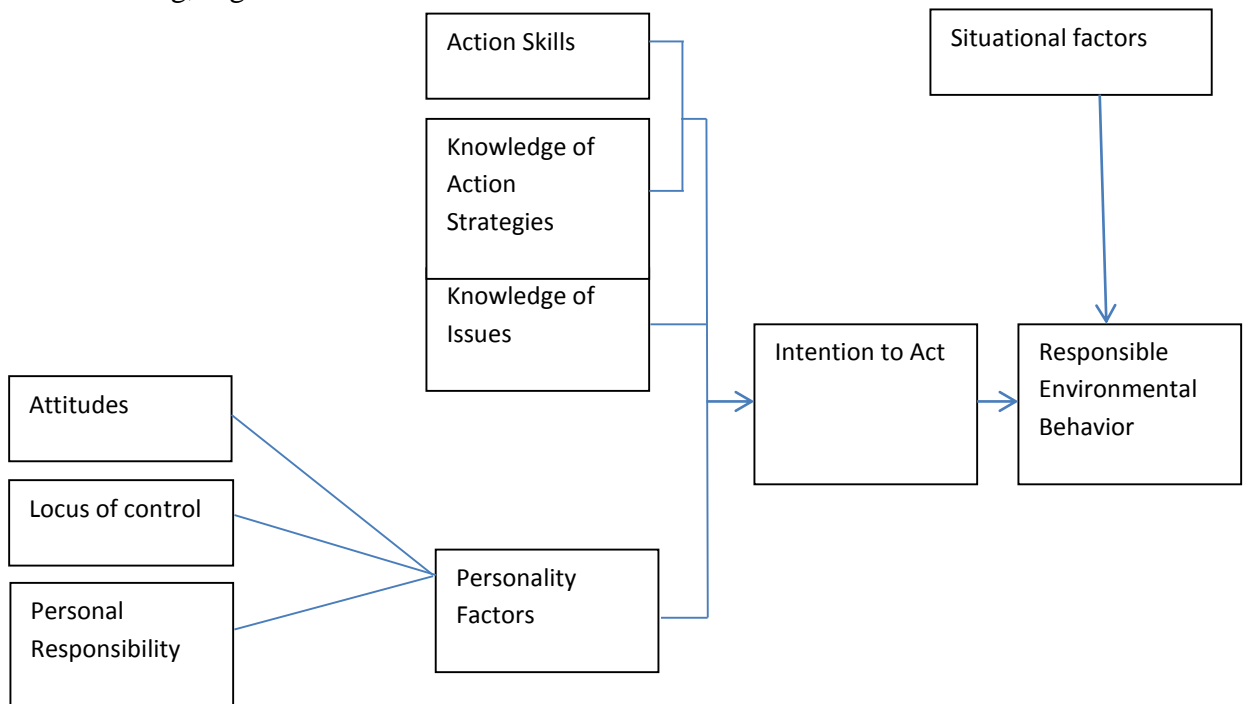 Action Skills
Situational factors
Knowledge of
Action
Strategies
Knowledge of
Issues
Intention to Act
Responsible
Environmental
Behavior
Attitudes
Locus of control
Personal
Responsibility
Personality
Factors